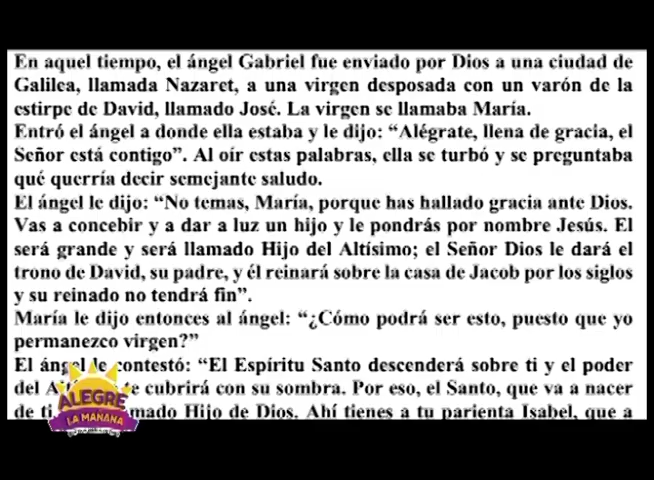 En aquel tiempo, el ángel Gabriel fue enviado por Dios a una ciudad de
Galilea, llamada Nazaret, a una virgen desposada con un varón de la
estirpe de David, llamado José. La virgen se llamaba María.
Entró el ángel a donde ella estaba y le dijo: “Alégrate, llena de gracia, el
Señor está contigo”. Al oír estas palabras, ella se turbó y se preguntaba
qué querría decir semejante saludo.
El ángel le dijo: “No temas, María, porque has hallado gracia ante Dios.
Vas a concebir y a dar a luz un hijo y le pondrás por nombre Jesús. El
será grande y será llamado Hijo del Altísimo; el Señor Dios le dará el
trono de David, su padre, y él reinará sobre la casa de Jacob por los siglos
y su reinado no tendrá fin”.
María le dijo entonces al ángel: “¿Cómo podrá ser esto, puesto que yo
permanezco virgen?”
El ángel le contestó: “El Espíritu Santo descenderá sobre ti y el poder
del te cubrirá con su sombra. Por eso, el Santo, que va a nacer
de ti Hijo de Dios. Ahí tienes a tu parienta Isabel, que a
ALEGRE
LA MAÑANA